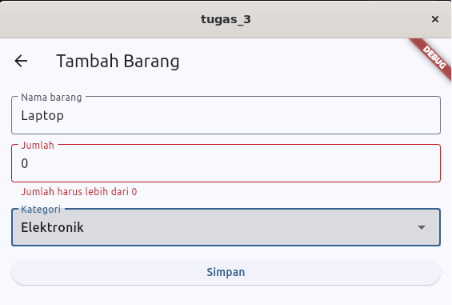 tugas_3
×
DEBUG
← Tambah Barang
Nama barang
Laptop
Jumlah
0
Jumlah harus lebih dari 0
Kategori
Elektronik
Simpan